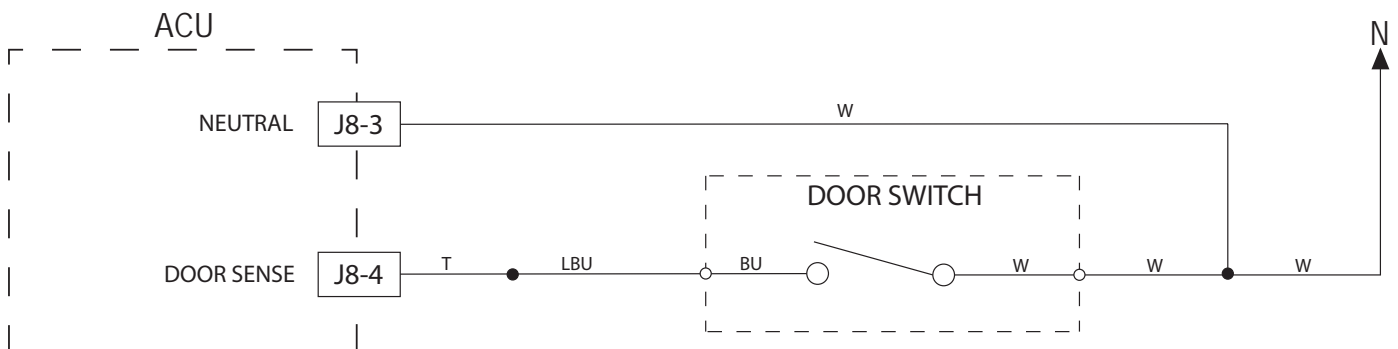 ACU
N
NEUTRAL J8-3 W
DOOR SWITCH
DOOR SENSE J8-4 T LBU BU W W W